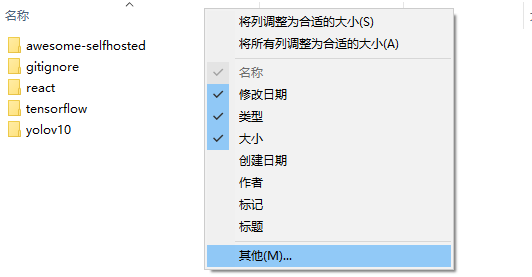 名称
awesome-selfhosted
gitignore
react
tensorflow
yolov10
将列调整为合适的大小(S)
将所有列调整为合适的大小(A)
名称
修改日期
类型
大小
创建日期
作者
标记
标题
其他(M)...